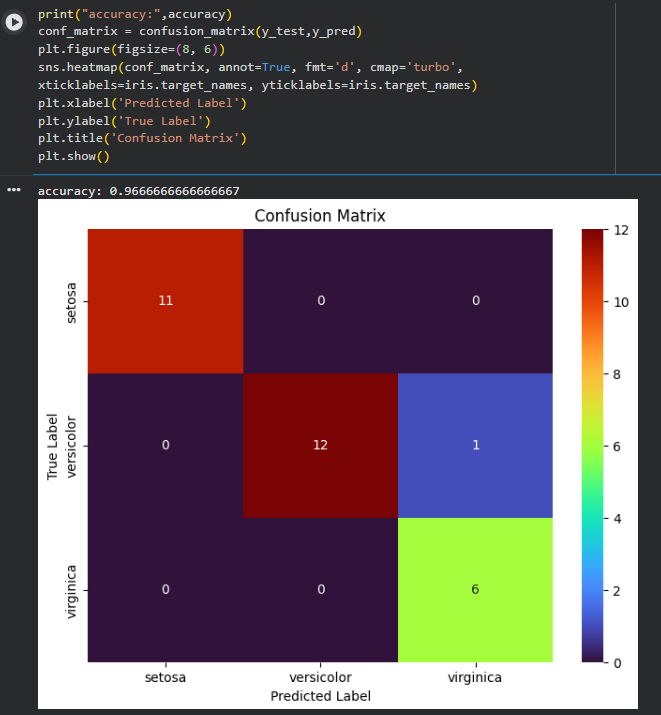 print("accuracy:",accuracy)
conf_matrix = confusion_matrix(y_test,y_pred)
plt.figure(figsize=(8, 6))
sns.heatmap(conf_matrix, annot=True, fmt='d', cmap='turbo',
xticklabels=iris.target_names, yticklabels=iris.target_names)
plt.xlabel('Predicted Label')
plt.ylabel('True Label')
plt.title('Confusion Matrix')
plt.show()
accuracy: 0.9666666666666667
Confusion Matrix
True Label
setosa
11 0 0
versicolor
0 12 1
virginica
0 0 6
setosa versicolor virginica
Predicted Label
12
10
8
6
4
2
0